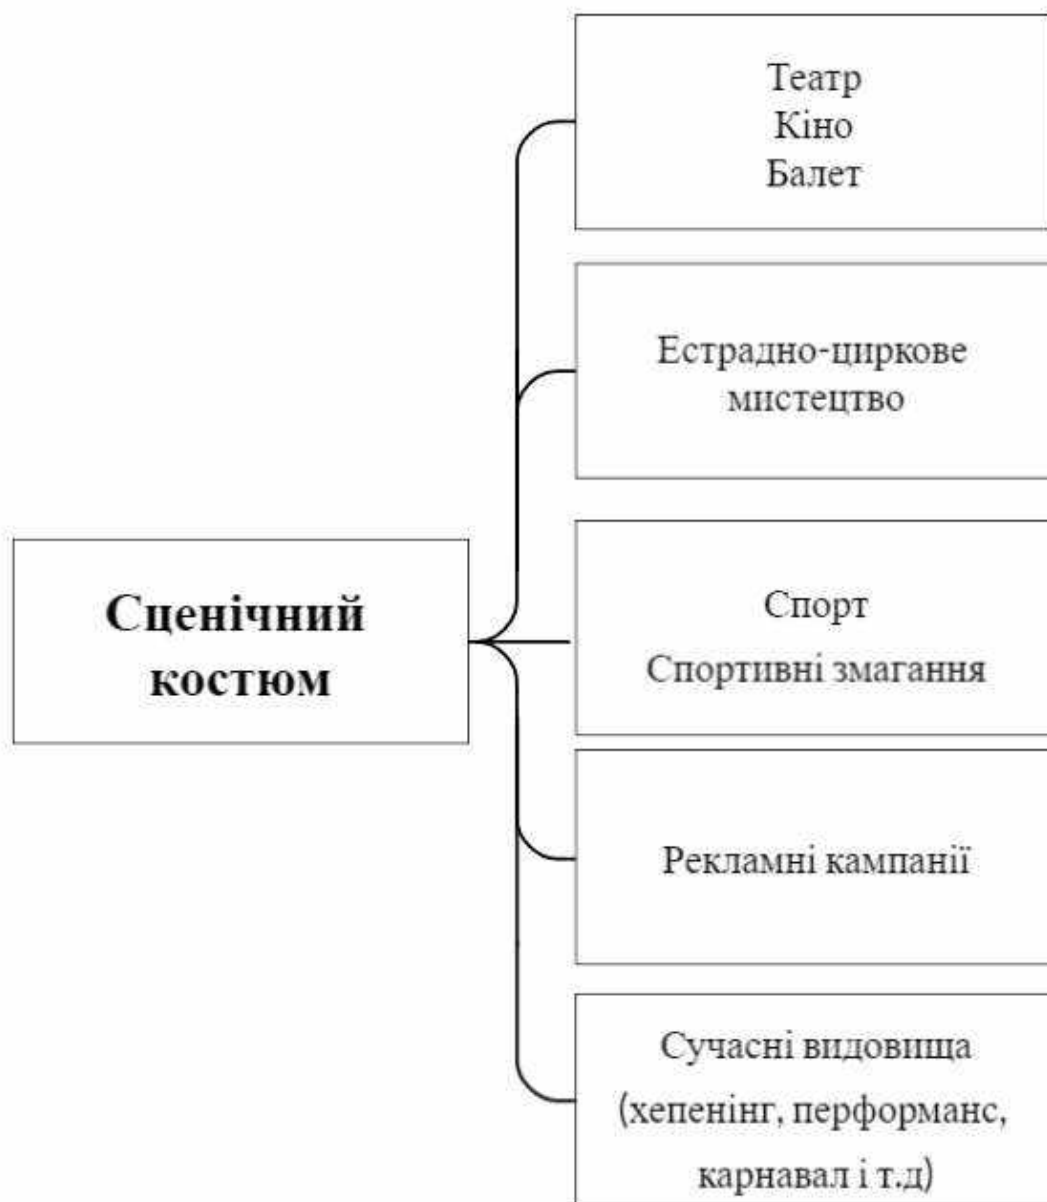 Театр
Кіно
Балет
Естрадно-циркове
мистецтво
Сценічний
костюм
Спорт
Спортивні змагання
Рекламні кампанії
Сучасні видовища
(хепенінг, перформанс,
карнавал і т.д)